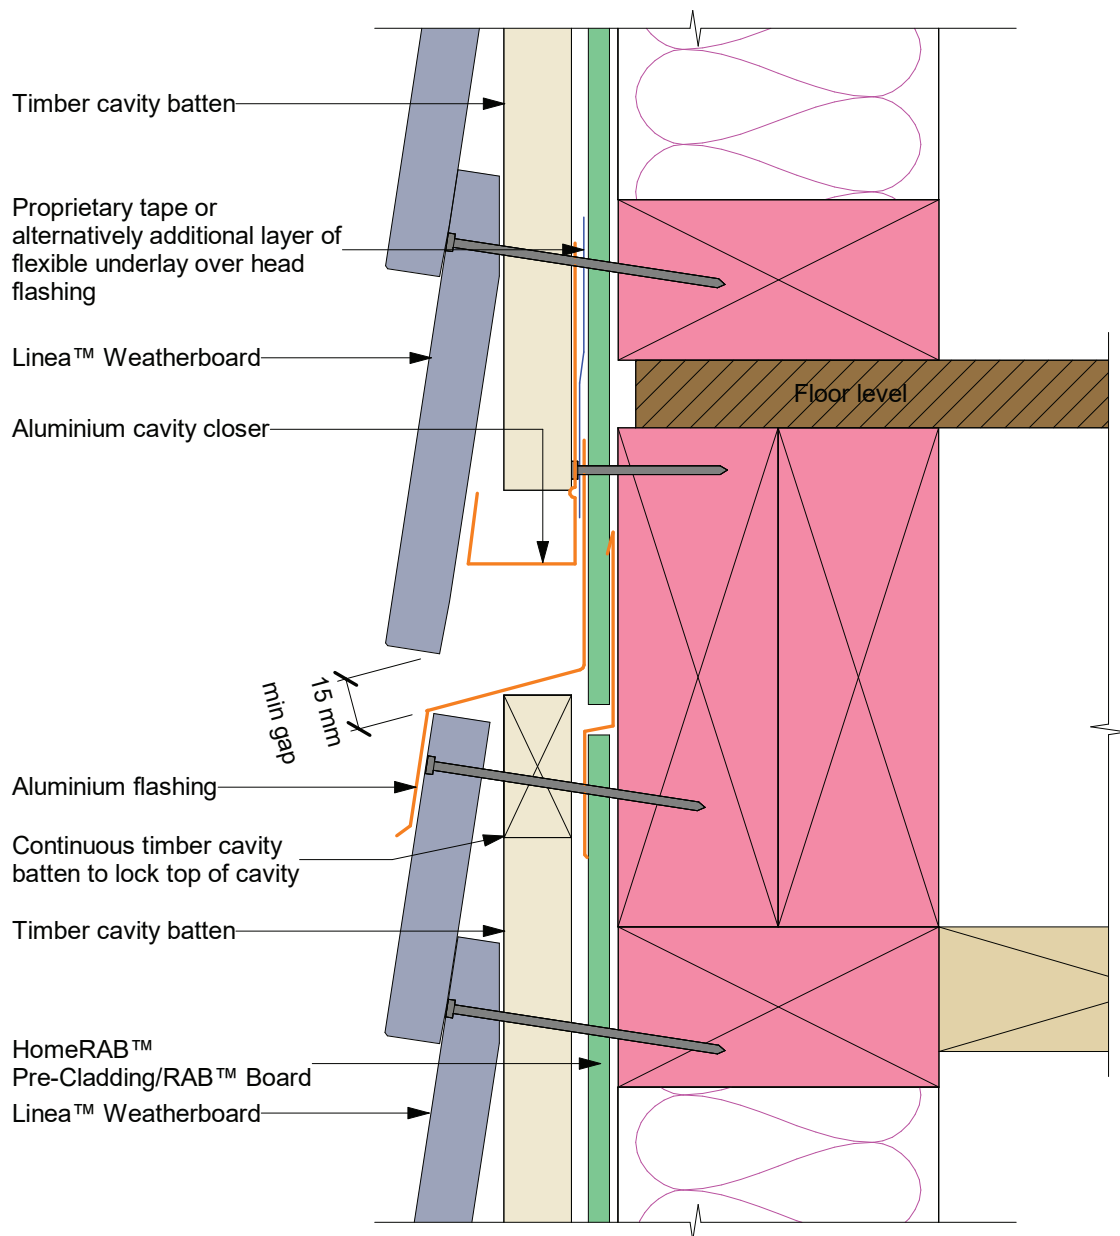 Timber cavity batten
Proprietary tape or
alternatively additional layer of
flexible underlay over head
flashing
Linea™ Weatherboard
Floor level
Aluminium cavity closer
15 mm
min gap
Aluminium flashing
Continuous timber cavity
batten to lock top of cavity
Timber cavity batten
HomeRAB™
Pre-Cladding/RAB™ Board
Linea™ Weatherboard